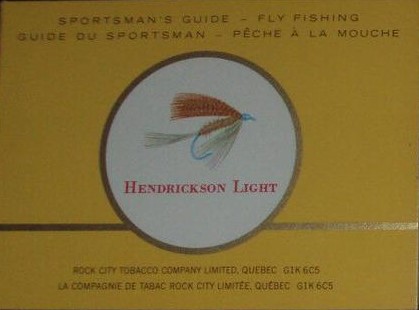 SPORTSMAN'S GUIDE – FLY FISHING
GUIDE DU SPORTSMAN – PÊCHE À LA MOUCHE
HENDRICKSON LIGHT
ROCK CITY TOBACCO COMPANY LIMITED, QUEBEC G1K 6C5
LA COMPAGNIE DE TABAC ROCK CITY LIMITÉE, QUÉBEC G1K 6C5